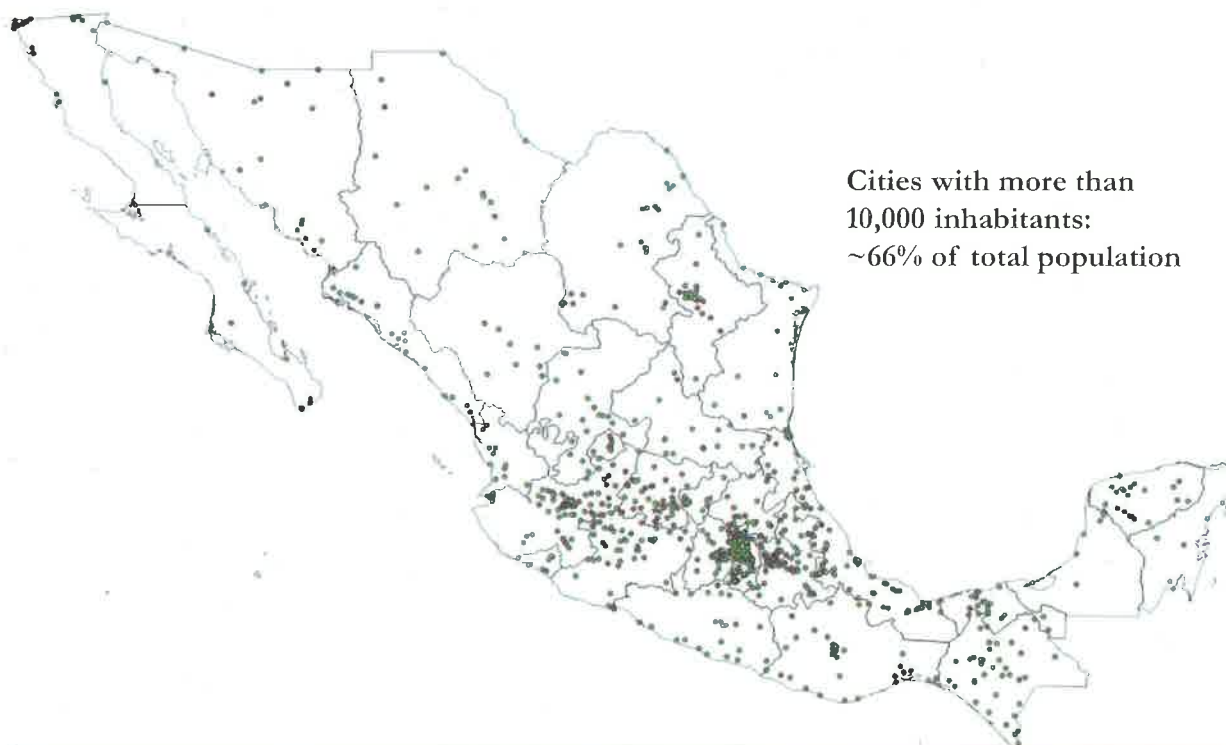 Cities with more than
10,000 inhabitants:
~66% of total population